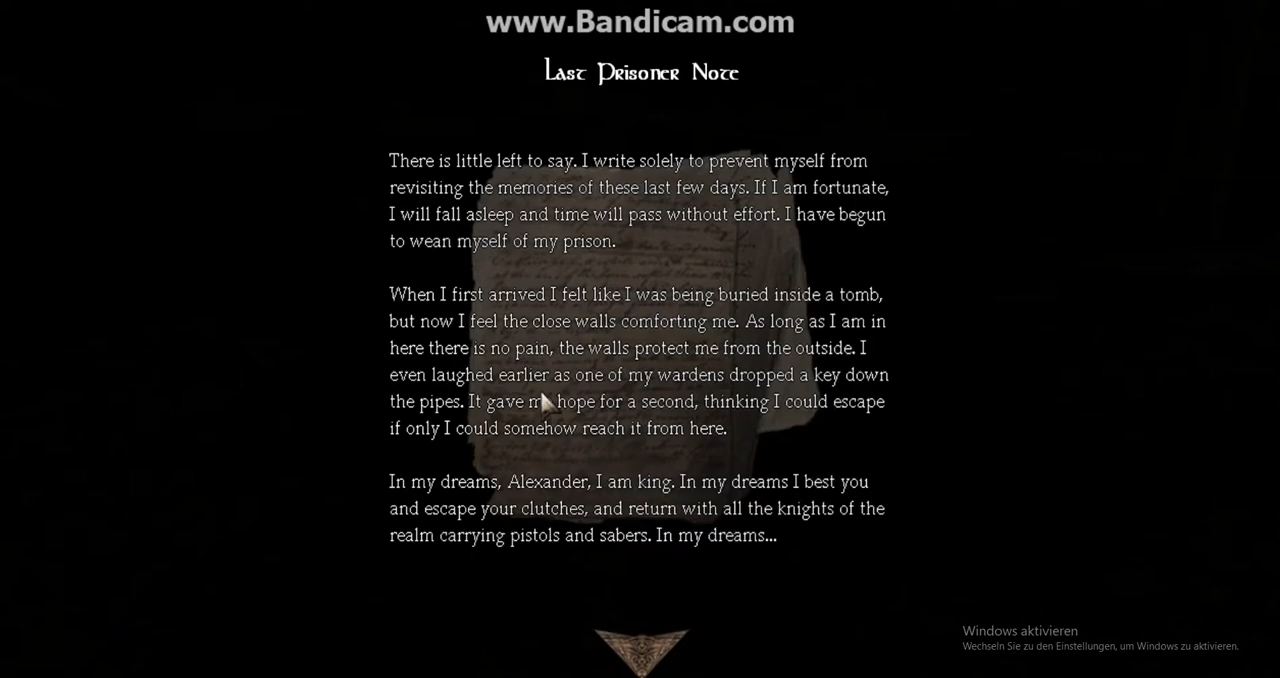 www.Bandicam.com
Last Prisoner Note
There is little left to say. I write solely to prevent myself from
revisiting the memories of these last few days. If I am fortunate,
I will fall asleep and time will pass without effort. I have begun
to wean myself of my prison.
When I first arrived I felt like I was being buried inside a tomb,
but now I feel the close walls comforting me. As long as I am in
here there is no pain, the walls protect me from the outside. I
even laughed earlier as one of my wardens dropped a key down
the pipes. It gave me hope for a second, thinking I could escape
if only I could somehow reach it from here.
In my dreams, Alexander, I am king. In my dreams I best you
and escape your clutches, and return with all the knights of the
realm carrying pistols and sabers. In my dreams...
Windows aktivieren
Wechseln Sie zu den Einstellungen, um Windows zu aktivieren.